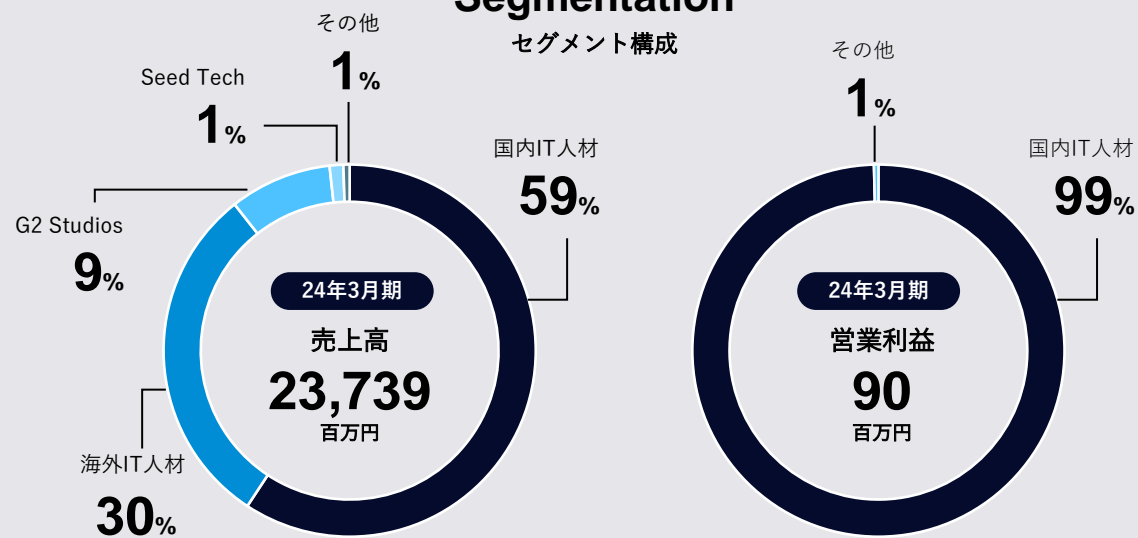 Segmentation
セグメント構成
その他
1%
Seed Tech
1%
G2 Studios
9%
海外IT人材
30%
国内IT人材
59%
24年3月期
売上高
23,739
百万円
その他
1%
国内IT人材
99%
24年3月期
営業利益
90
百万円